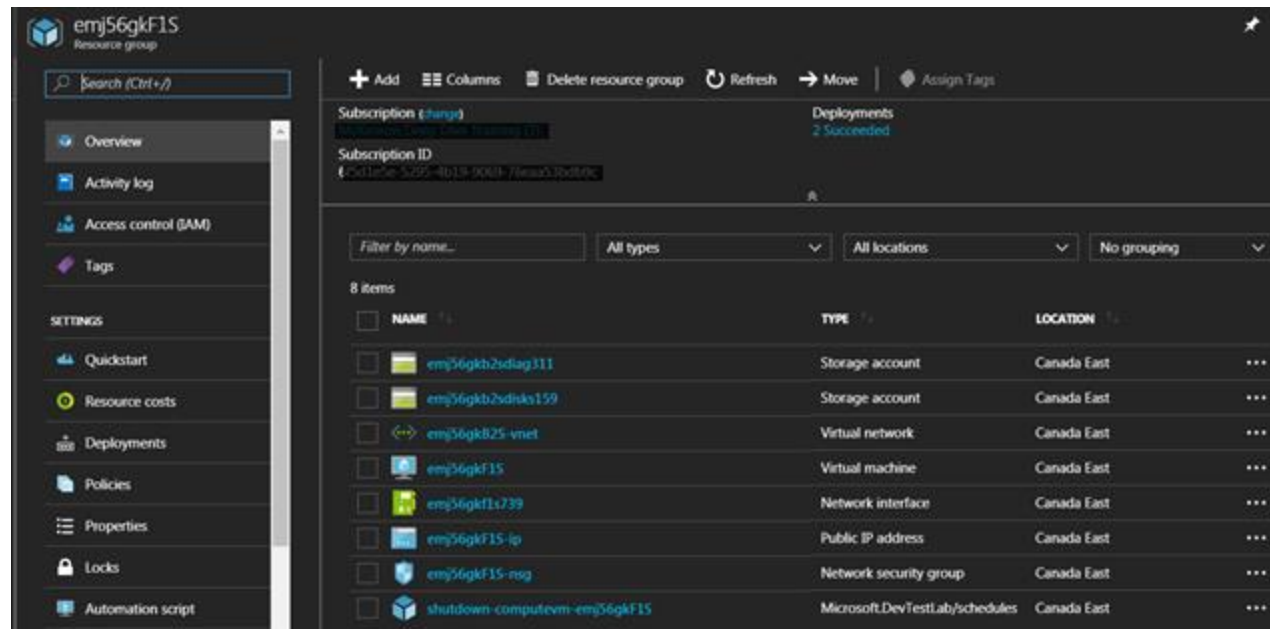 emj56gkF1S
Resource group
Search (Ctrl+/)
Overview
Activity log
Access control (IAM)
Tags
SETTINGS
Quickstart
Resource costs
Deployments
Policies
Properties
Locks
Automation script
Add Columns Delete resource group Refresh Move Assign Tags
Subscription (change) Deployments
2 Succeeded
Subscription ID
Filter by name... All types All locations No grouping
8 items
NAME TYPE LOCATION
emj56gkb2sdiag311 Storage account Canada East
emj56gkb2sdisks159 Storage account Canada East
emj56gkB2S-vnet Virtual network Canada East
emj56gkF1S Virtual machine Canada East
emj56gkf1s739 Network interface Canada East
emj56gkF1S-ip Public IP address Canada East
emj56gkF1S-nsg Network security group Canada East
shutdown-computevm-emj56gkF1S Microsoft.DevTestLab/schedules Canada East